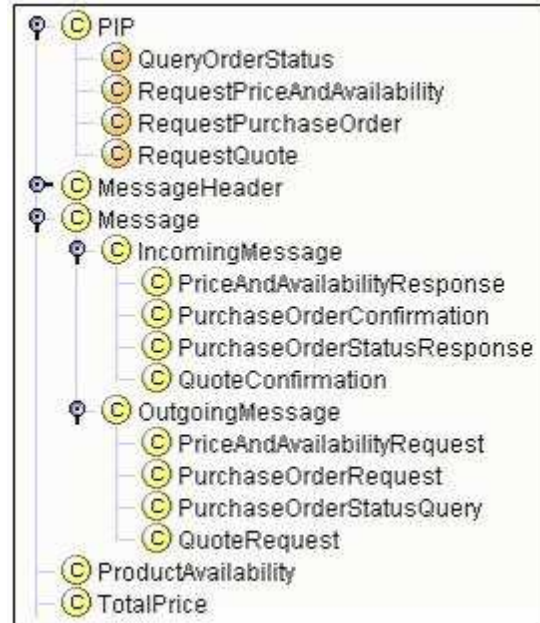 C PIP
C QueryOrderStatus
C RequestPriceAndAvailability
C RequestPurchaseOrder
C RequestQuote
C MessageHeader
C Message
C IncomingMessage
C PriceAndAvailabilityResponse
C PurchaseOrderConfirmation
C PurchaseOrderStatusResponse
C QuoteConfirmation
C OutgoingMessage
C PriceAndAvailabilityRequest
C PurchaseOrderRequest
C PurchaseOrderStatusQuery
C QuoteRequest
C ProductAvailability
C TotalPrice